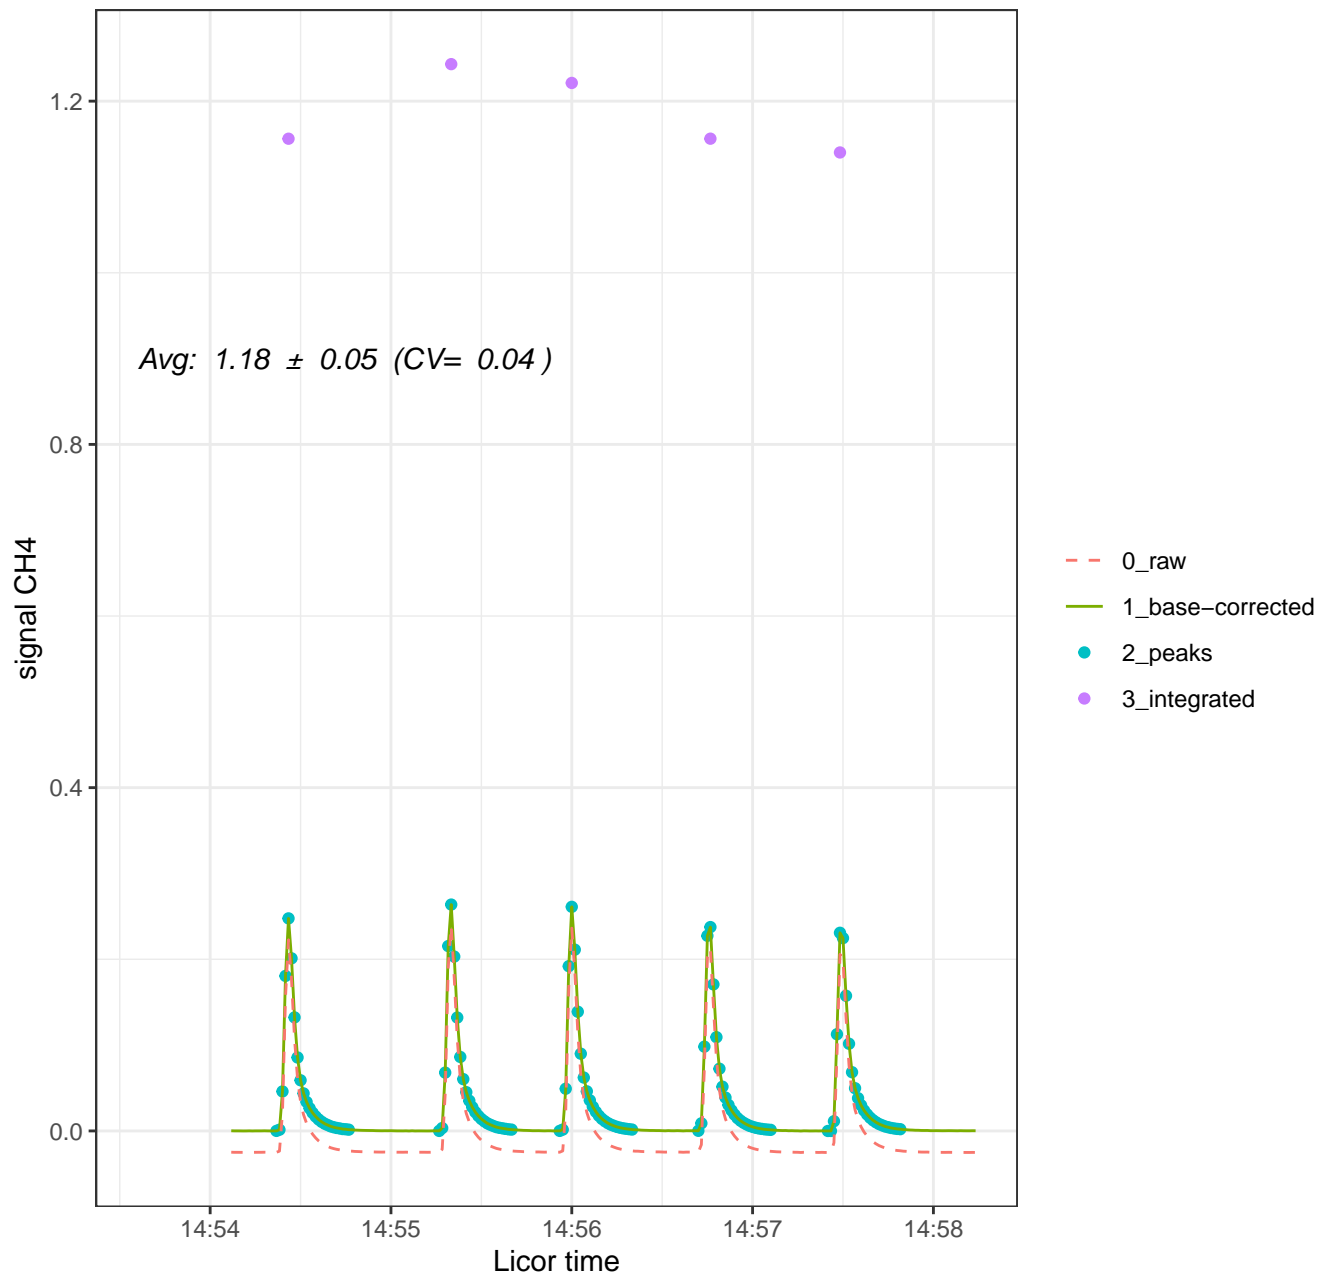 1.2
0.8
0.4
0.0
signal CH4
Avg: 1.18 ± 0.05 (CV= 0.04 )
14:54
14:55
14:56
14:57
14:58
Licor time
0_raw
1_base−corrected
2_peaks
3_integrated